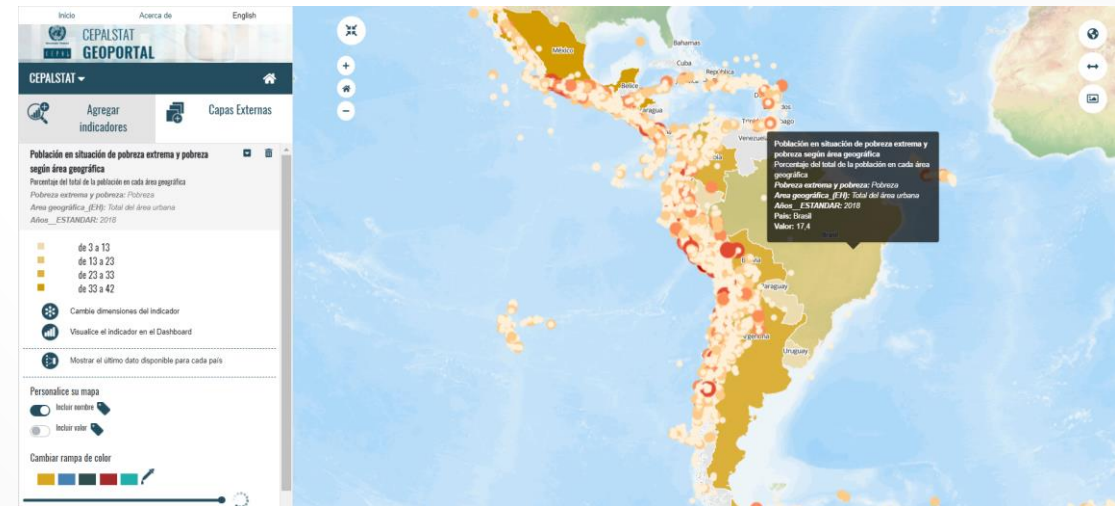 Inicio
Acerca de
English
CEPALSTAT
GEOPORTAL
CEPAL
CEPALSTAT
Agregar
indicadores
Capas Externas
Población en situación de pobreza extrema y pobreza
según área geográfica
Porcentaje del total de la población en cada área geográfica
Pobreza extrema y pobreza: Pobreza
Area geográfica_(EH): Total del área urbana
Años__ESTANDAR: 2018
de 3 a 13
de 13 a 23
de 23 a 33
de 33 a 42
Cambie dimensiones del indicador
Visualice el indicador en el Dashboard
Mostrar el último dato disponible para cada país
Personalice su mapa
Incluir nombre
Incluir valor
Cambiar rampa de color
México
Bahamas
Cuba
Belice
Venezuela
Población en situación de pobreza extrema y
pobreza según área geográfica
Porcentaje del total de la población en cada área
geográfica
Pobreza extrema y pobreza: Pobreza
Area geográfica_(EH): Total del área urbana
Años__ESTANDAR: 2018
País: Brasil
Valor: 17,4
Uruguay